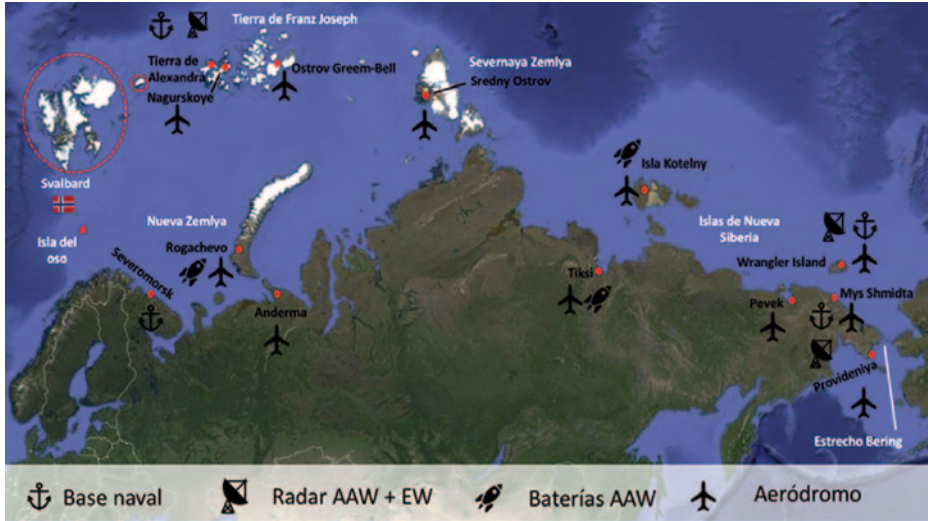 Tierra de Franz Joseph
Tierra de
Alexandra
Ostrov Greem-Bell
Nagurskoye
Severnaya Zemlya
Sredny Ostrov
Svalbard
Isla del
oso
Nueva Zemlya
Rogachevo
Severomorsk
Anderma
Isla Kotelny
Islas de Nueva
Siberia
Tiksi
Wrangler Island
Pevek
Mys Shmidta
Provideniya
Estrecho Bering
Base naval
Radar AAW + EW
Baterías AAW
Aeródromo